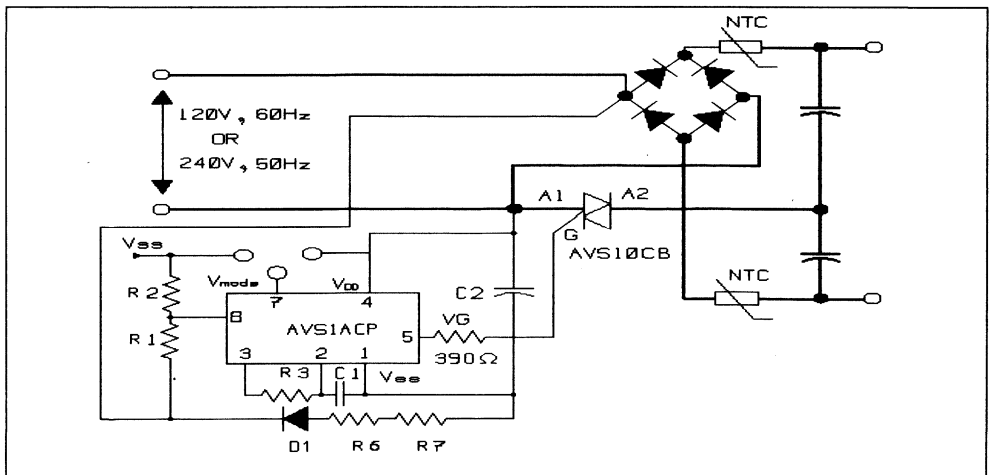 NTC
120V, 60Hz
OR
240V, 50Hz
A1
A2
G
AVS10CB
Vss
R2
R1
Vmode
VDD
7
4
8
AVS1ACP
5
VG
390Ω
C2
3
2
1
R3
C1
Vss
D1
R6
R7
NTC